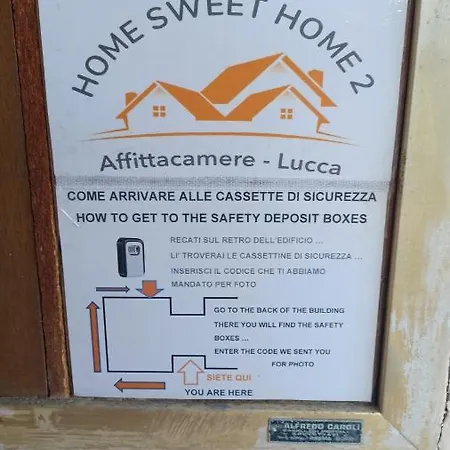 HOME SWEET HOME 2
Affittacamere - Lucca
COME ARRIVARE ALLE CASSETTE DI SICUREZZA
HOW TO GET TO THE SAFETY DEPOSIT BOXES
RECATI SUL RETRO DELL'EDIFICIO ...
LI' TROVERAI LE CASSETTINE DI SICUREZZA ...
INSERISCI IL CODICE CHE TI ABBIAMO
MANDATO PER FOTO
GO TO THE BACK OF THE BUILDING
THERE YOU WILL FIND THE SAFETY
BOXES ...
ENTER THE CODE WE SENT YOU
FOR PHOTO
SIETE QUI
YOU ARE HERE
ALFREDO CAROLI